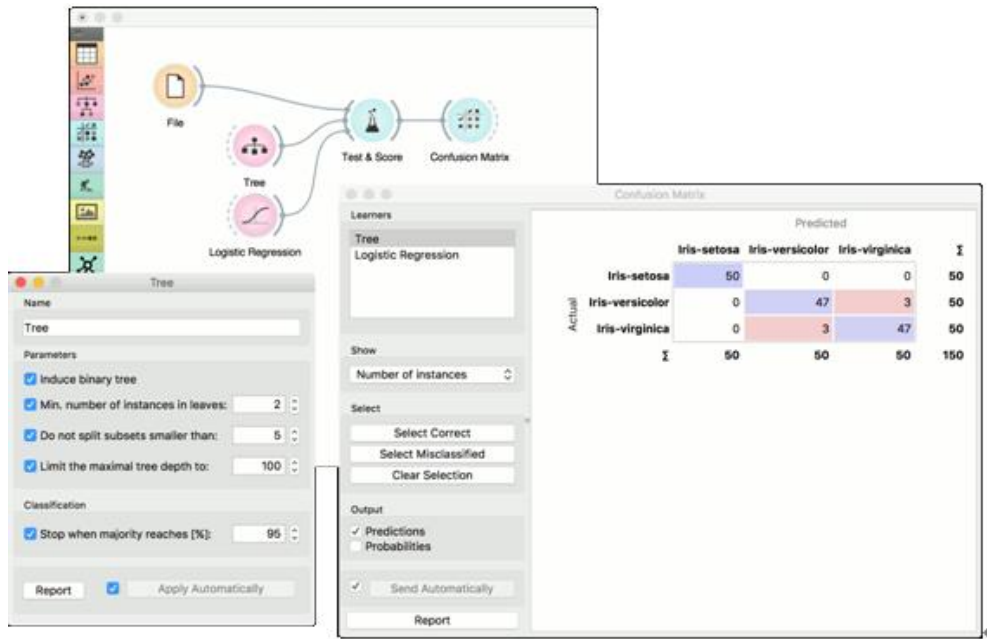 File
Tree
Test & Score
Confusion Matrix
Logistic Regression
Tree
Name
Tree
Parameters
Induce binary tree
Min. number of instances in leaves: 2
Do not split subsets smaller than: 5
Limit the maximal tree depth to: 100
Classification
Stop when majority reaches [%]: 95
Report
Apply Automatically
Confusion Matrix
Learners
Tree
Logistic Regression
Show
Number of instances
Select
Select Correct
Select Misclassified
Clear Selection
Output
Predictions
Probabilities
Send Automatically
Report
Predicted
Iris-setosa Iris-versicolor Iris-virginica Σ
Actual
Iris-setosa 50 0 0 50
Iris-versicolor 0 47 3 50
Iris-virginica 0 3 47 50
Σ 50 50 50 150